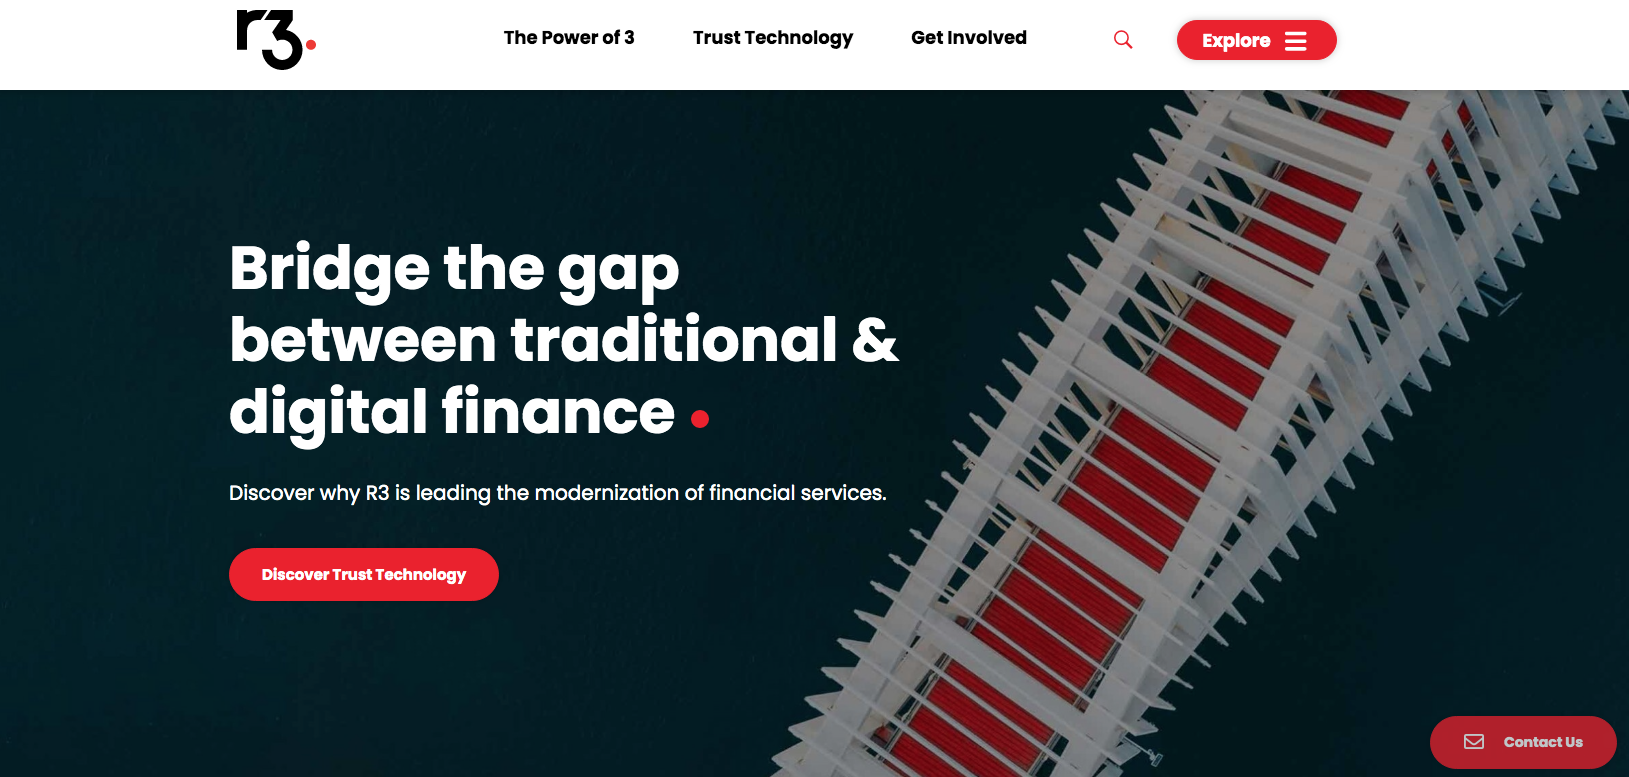 r3.
The Power of 3
Trust Technology
Get Involved
Explore
Bridge the gap
between traditional &
digital finance
Discover why R3 is leading the modernization of financial services.
Discover Trust Technology
Contact Us